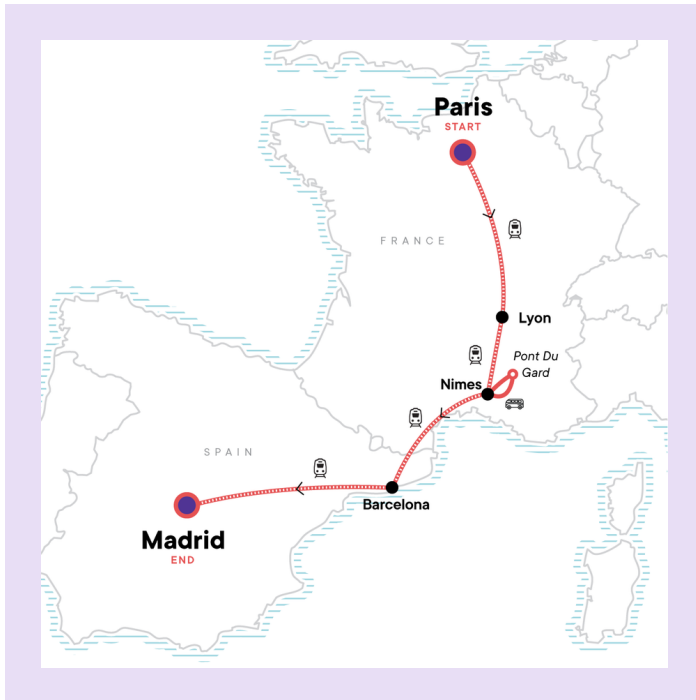 Paris
START
FRANCE
Lyon
Pont Du
Gard
Nimes
SPAIN
Barcelona
Madrid
END